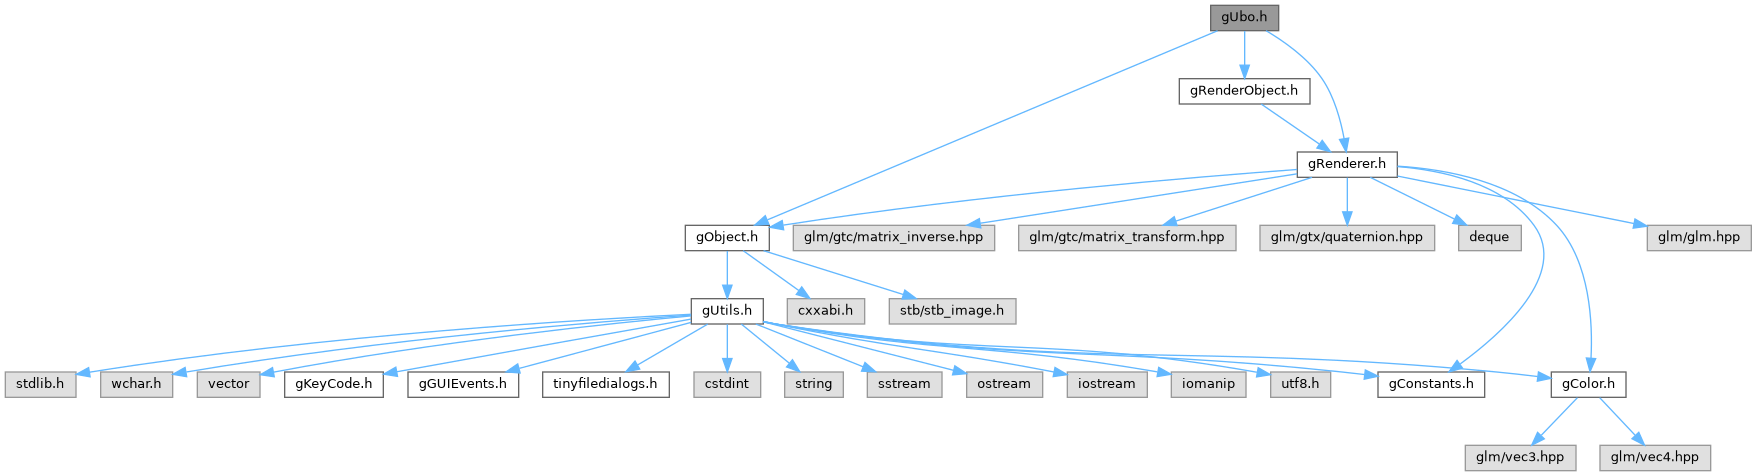 gUbo.h
gRenderObject.h
gRenderer.h
gObject.h
glm/gtc/matrix_inverse.hpp
glm/gtc/matrix_transform.hpp
glm/gtx/quaternion.hpp
deque
glm/glm.hpp
gUtils.h
cxxabi.h
stb/stb_image.h
stdlib.h
wchar.h
vector
gKeyCode.h
gGUIEvents.h
tinyfiledialogs.h
cstdint
string
sstream
ostream
iostream
iomanip
utf8.h
gConstants.h
gColor.h
glm/vec3.hpp
glm/vec4.hpp